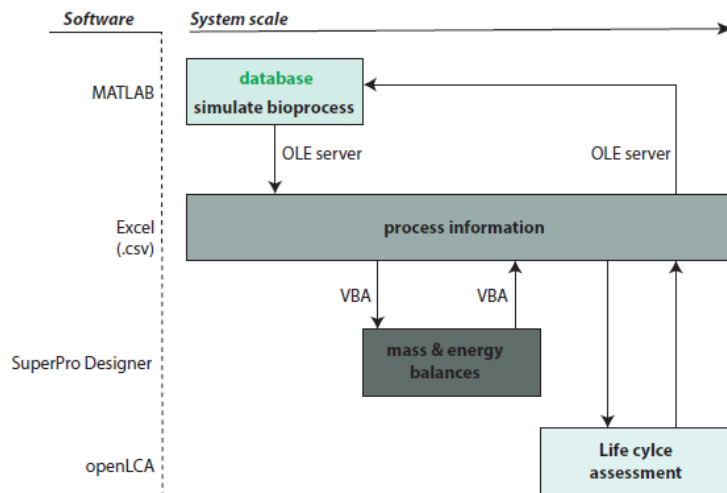 Software
System scale
MATLAB
database
simulate bioprocess
OLE server
OLE server
Excel
(.csv)
process information
VBA
VBA
SuperPro Designer
mass & energy
balances
openLCA
Life cylce
assessment